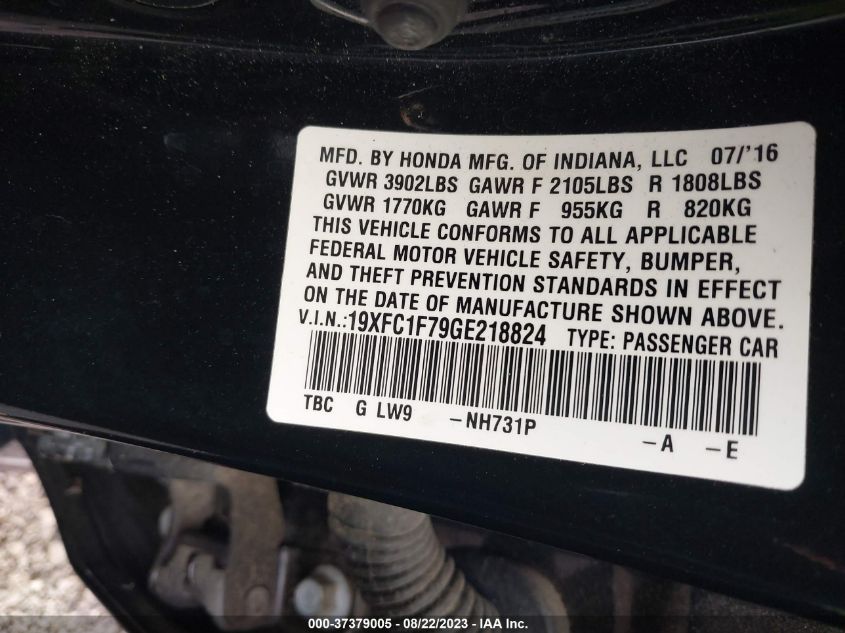 MFD. BY HONDA MFG. OF INDIANA, LLC 07/'16
GVWR 3902LBS GAWR F 2105LBS R 1808LBS
GVWR 1770KG GAWR F 955KG R 820KG
THIS VEHICLE CONFORMS TO ALL APPLICABLE
FEDERAL MOTOR VEHICLE SAFETY, BUMPER,
AND THEFT PREVENTION STANDARDS IN EFFECT
ON THE DATE OF MANUFACTURE SHOWN ABOVE.
V.I.N.:19XFC1F79GE218824 TYPE: PASSENGER CAR
TBC G LW9 -NH731P -A -E
000-37379005 - 08/22/2023 - IAA Inc.